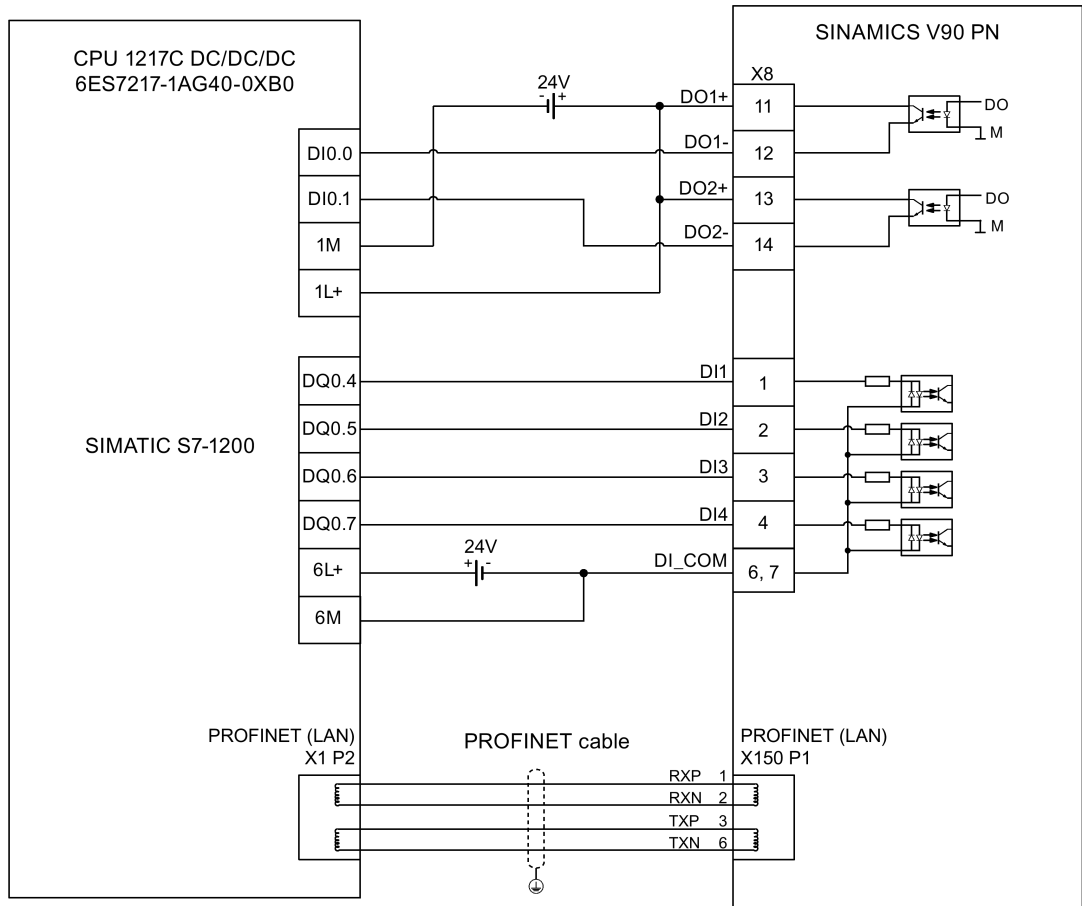 SINAMICS V90 PN
CPU 1217C DC/DC/DC
6ES7217-1AG40-0XB0
X8
24V
- +
DO1+
11
DO
M
DI0.0
DO1-
12
DI0.1
DO2+
13
DO
M
1M
DO2-
14
1L+
DQ0.4
DI1
1
DQ0.5
DI2
2
SIMATIC S7-1200
DQ0.6
DI3
3
DQ0.7
DI4
4
24V
+ -
6L+
DI_COM
6, 7
6M
PROFINET (LAN)
X1 P2
PROFINET cable
PROFINET (LAN)
X150 P1
RXP 1
RXN 2
TXP 3
TXN 6